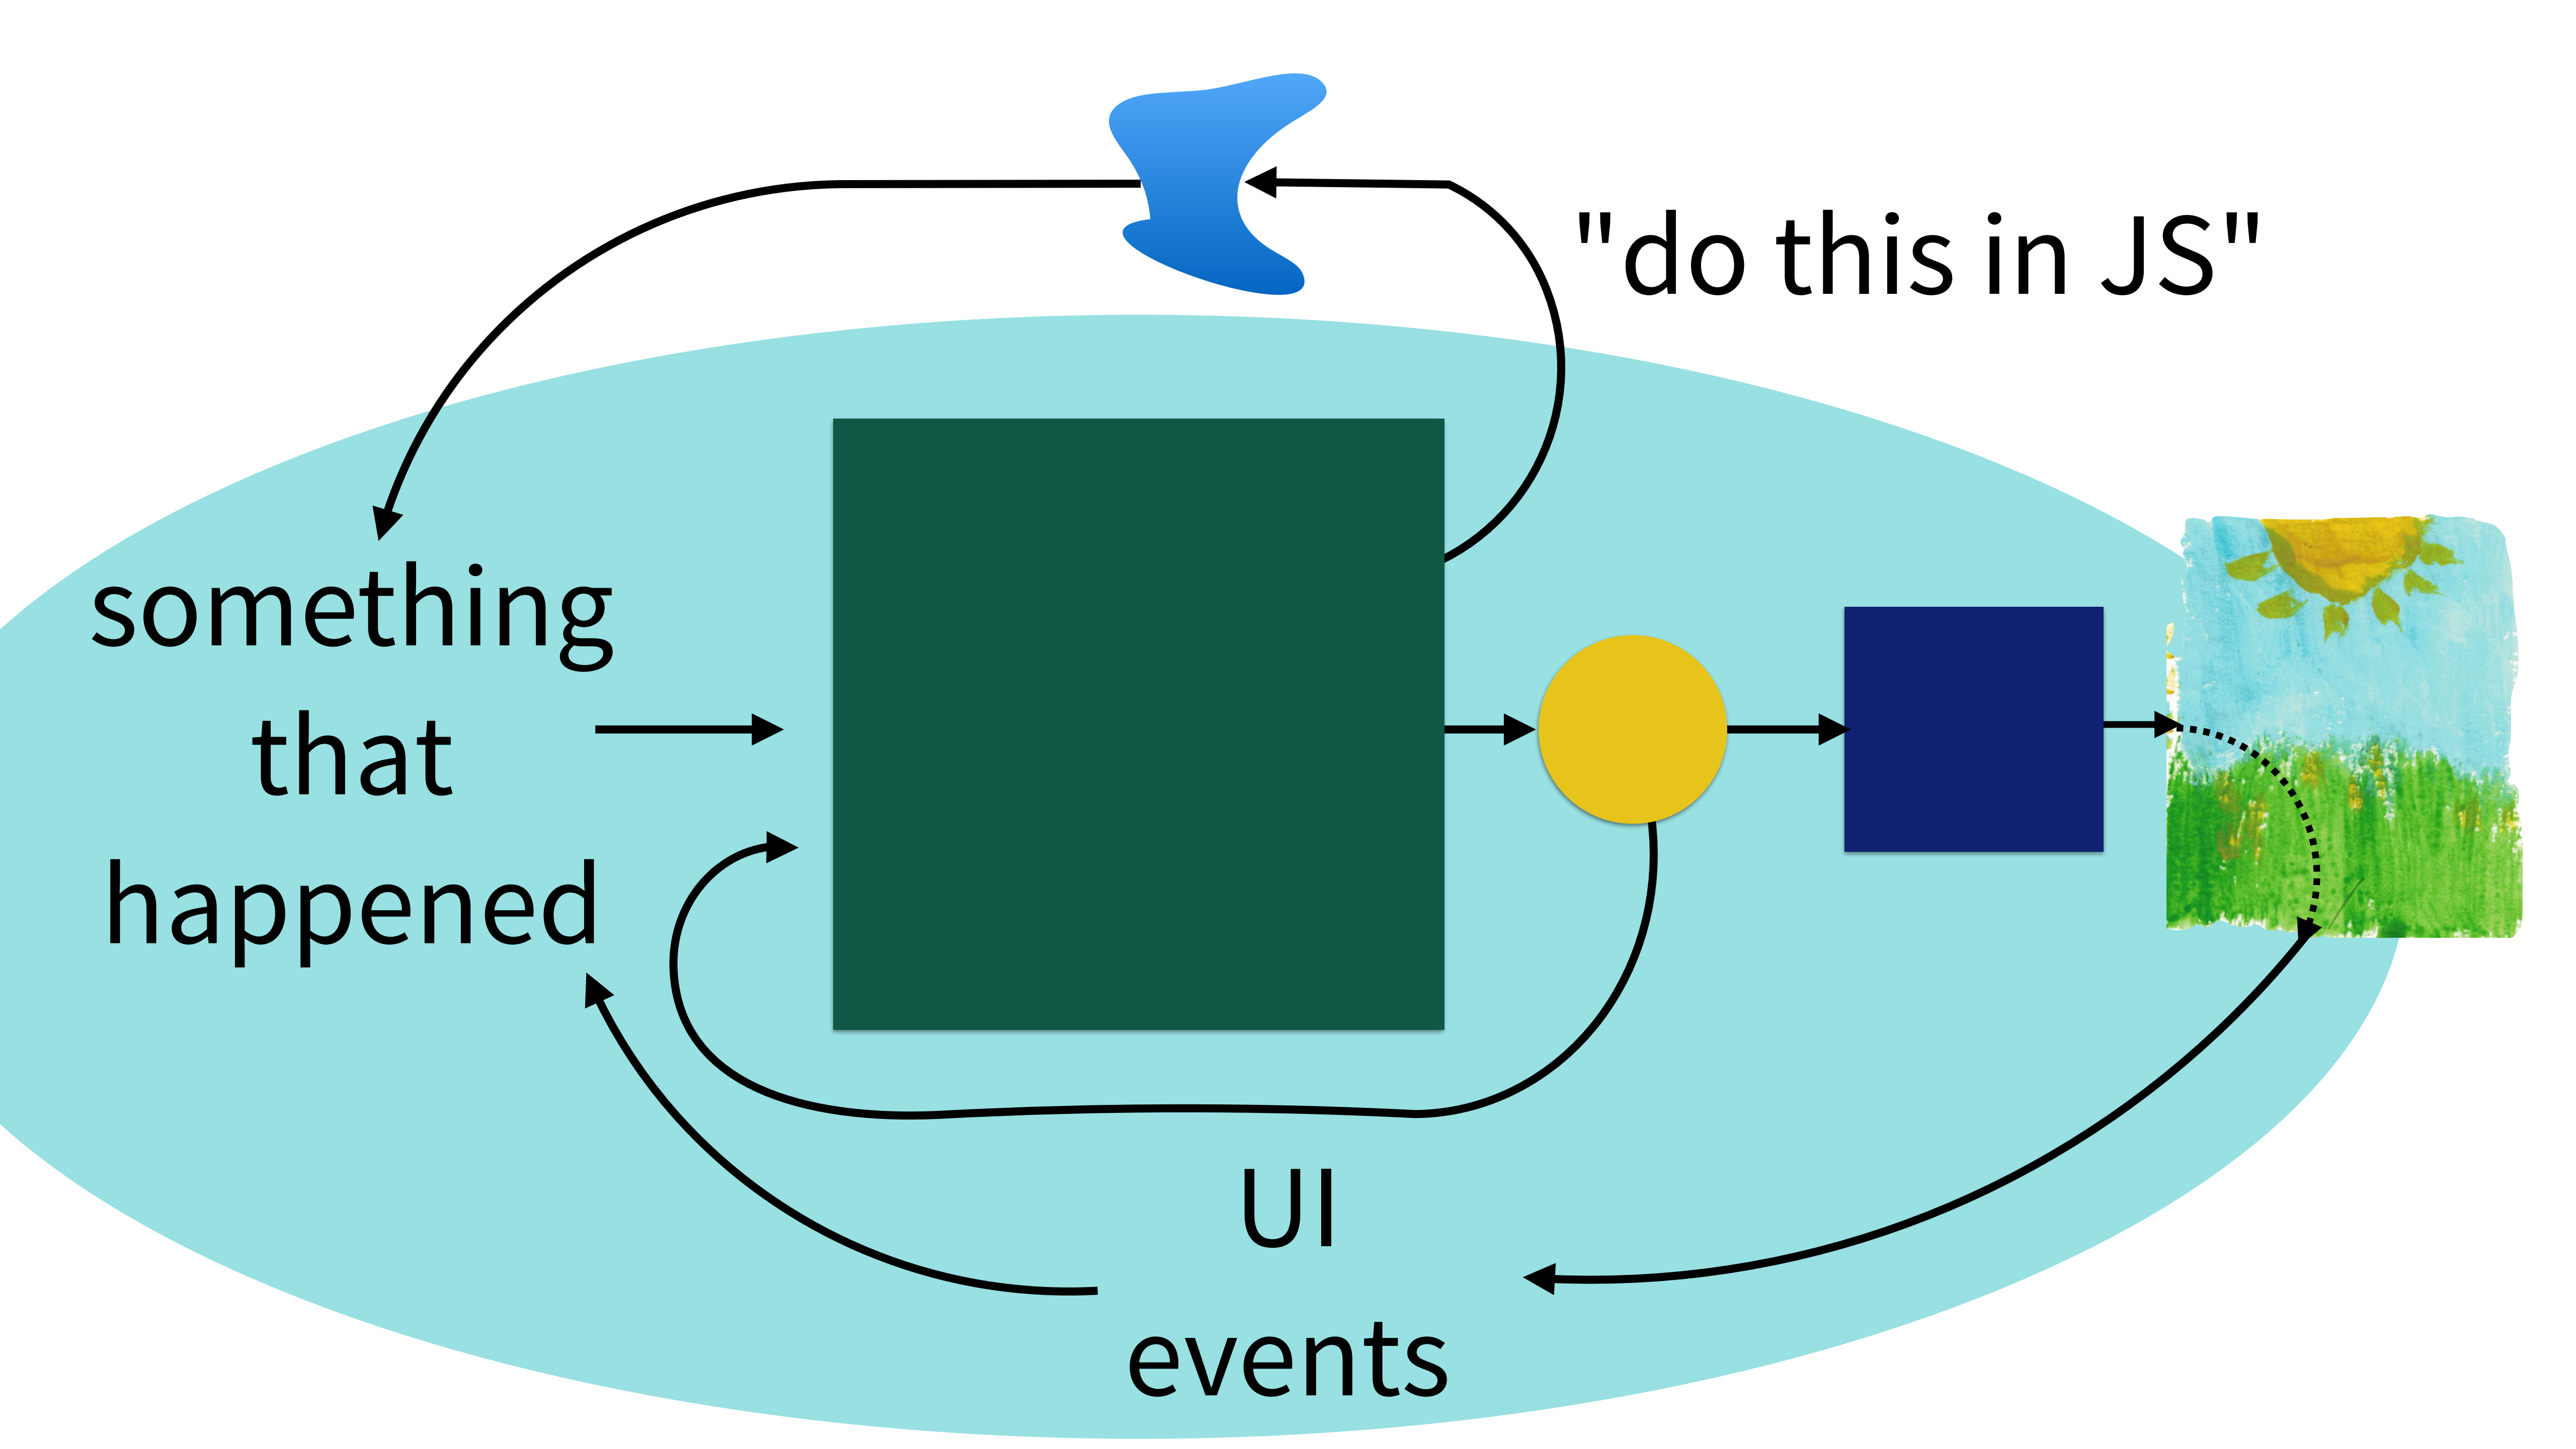 "do this in JS"
something
that
happened
UI
events